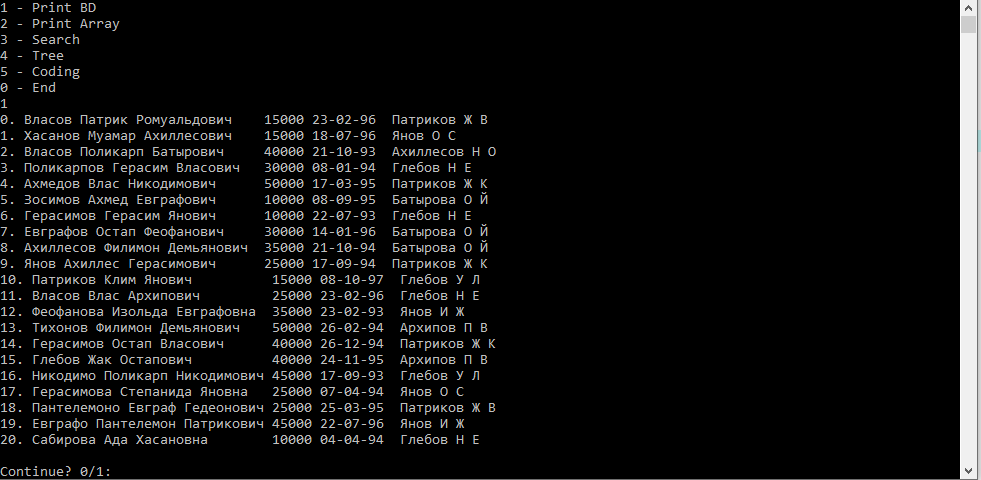 1 - Print BD
2 - Print Array
3 - Search
4 - Tree
5 - Coding
0 - End
1
0. Власов Патрик Ромуальдович    15000 23-02-96  Патриков Ж В
1. Хасанов Муамар Ахиллесович    15000 18-07-96  Янов О С
2. Власов Поликарп Батырович     40000 21-10-93  Ахиллесов Н О
3. Поликарпов Герасим Власович   30000 08-01-94  Глебов Н Е
4. Ахмедов Влас Никодимович      50000 17-03-95  Патриков Ж К
5. Зосимов Ахмед Евграфович      10000 08-09-95  Батырова О Й
6. Герасимов Герасим Янович      10000 22-07-93  Глебов Н Е
7. Евграфов Остап Феофанович     30000 14-01-96  Батырова О Й
8. Ахиллесов Филимон Демьянович  35000 21-10-94  Батырова О Й
9. Янов Ахиллес Герасимович      25000 17-09-94  Патриков Ж К
10. Патриков Клим Янович          15000 08-10-97  Глебов У Л
11. Власов Влас Архипович         25000 23-02-96  Глебов Н Е
12. Феофанова Изольда Евграфовна  35000 23-02-93  Янов И Ж
13. Тихонов Филимон Демьянович    50000 26-02-94  Архипов П В
14. Герасимов Остап Власович      40000 26-12-94  Патриков Ж К
15. Глебов Жак Остапович          40000 24-11-95  Архипов П В
16. Никодимо Поликарп Никодимович 45000 17-09-93  Глебов У Л
17. Герасимова Степанида Яновна   25000 07-04-94  Янов О С
18. Пантелемоно Евграф Гедеонович 25000 25-03-95  Патриков Ж В
19. Евграфо Пантелемон Патрикович 45000 22-07-96  Янов И Ж
20. Сабирова Ада Хасановна        10000 04-04-94  Глебов Н Е
Continue? 0/1: